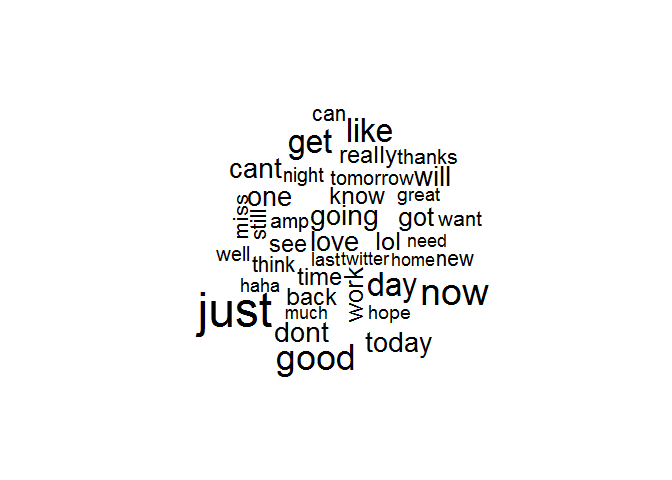 can
like
get
really
thanks
cant
night
tomorrow
will
one
know
great
miss
still
amp
going
got
want
well
see
love
lol
need
think
last
twitter
home
new
haha
time
work
day
now
just
back
much
hope
dont
today
good